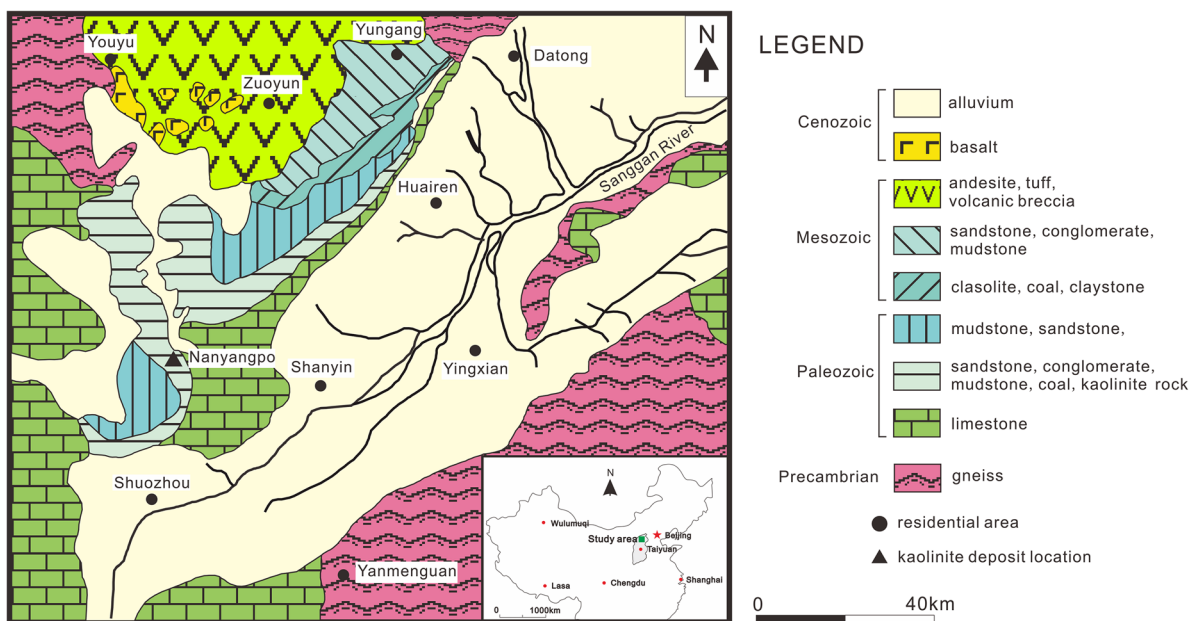 Youyu
Yungang
N
Datong
Zuoyun
Huairen
Sanggan River
Nanyangpo
Shanyin
Yingxian
Shuozhou
Yanmenguan
N
Wulumuqi
Study area
Beijing
Taiyuan
Lasa
Chengdu
Shanghai
0 1000km
LEGEND
Cenozoic
alluvium
basalt
Mesozoic
andesite, tuff,
volcanic breccia
sandstone, conglomerate,
mudstone
clasolite, coal, claystone
Paleozoic
mudstone, sandstone,
sandstone, conglomerate,
mudstone, coal, kaolinite rock
limestone
Precambrian
gneiss
residential area
kaolinite deposit location
0 40km